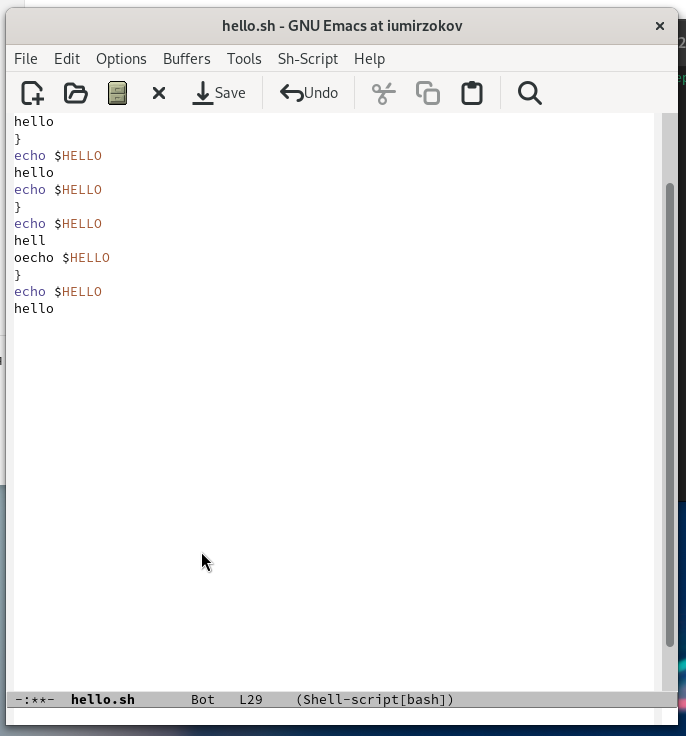 hello.sh - GNU Emacs at iumirzokov
File Edit Options Buffers Tools Sh-Script Help
Save Undo
hello
}
echo $HELLO
hello
echo $HELLO
}
echo $HELLO
hell
oecho $HELLO
}
echo $HELLO
hello
-:**- hello.sh Bot L29 (Shell-script[bash])